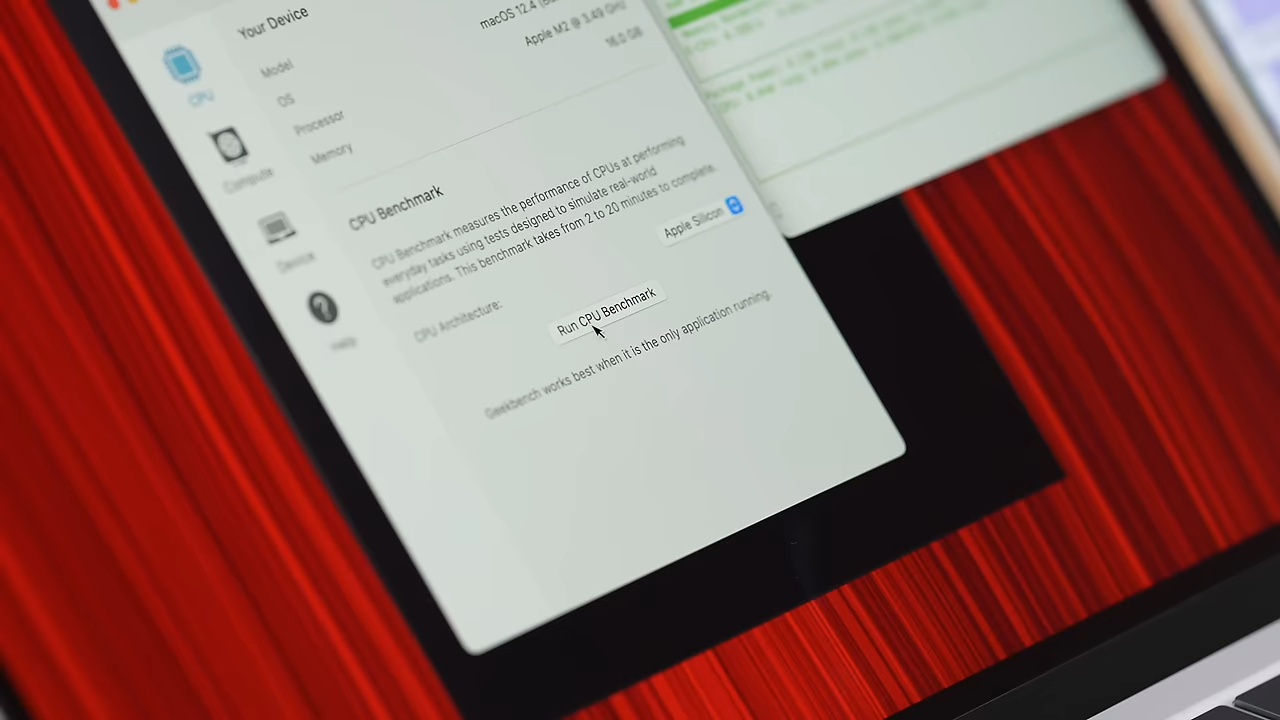 Your Device
Model
OS
macOS 12.4
Processor
Apple M2 @ 3.49 GHz
Memory
16.0 GB
CPU
Compute
Device
Help
CPU Benchmark
CPU Benchmark measures the performance of CPUs at performing
everyday tasks using tests designed to simulate real-world
applications. This benchmark takes from 2 to 20 minutes to complete.
CPU Architecture:
Apple Silicon
Run CPU Benchmark
Geekbench works best when it is the only application running.